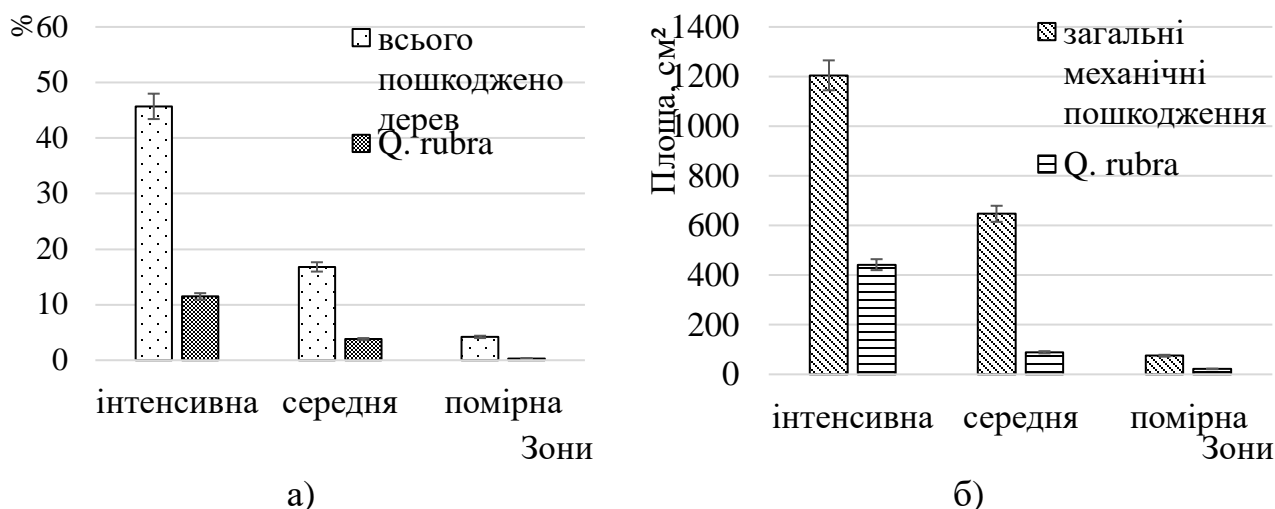 %
60
50
40
30
20
10
0
всього
пошкоджено
дерев
Q. rubra
інтенсивна середня помірна
Зони
а)
Площа, см²
1400
1200
1000
800
600
400
200
0
загальні
механічні
пошкодження
Q. rubra
інтенсивна середня помірна
Зони
б)